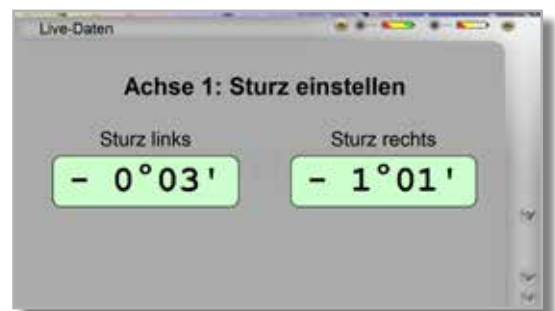 Live-Daten
Achse 1: Sturz einstellen
Sturz links
Sturz rechts
- 0°03'
- 1°01'